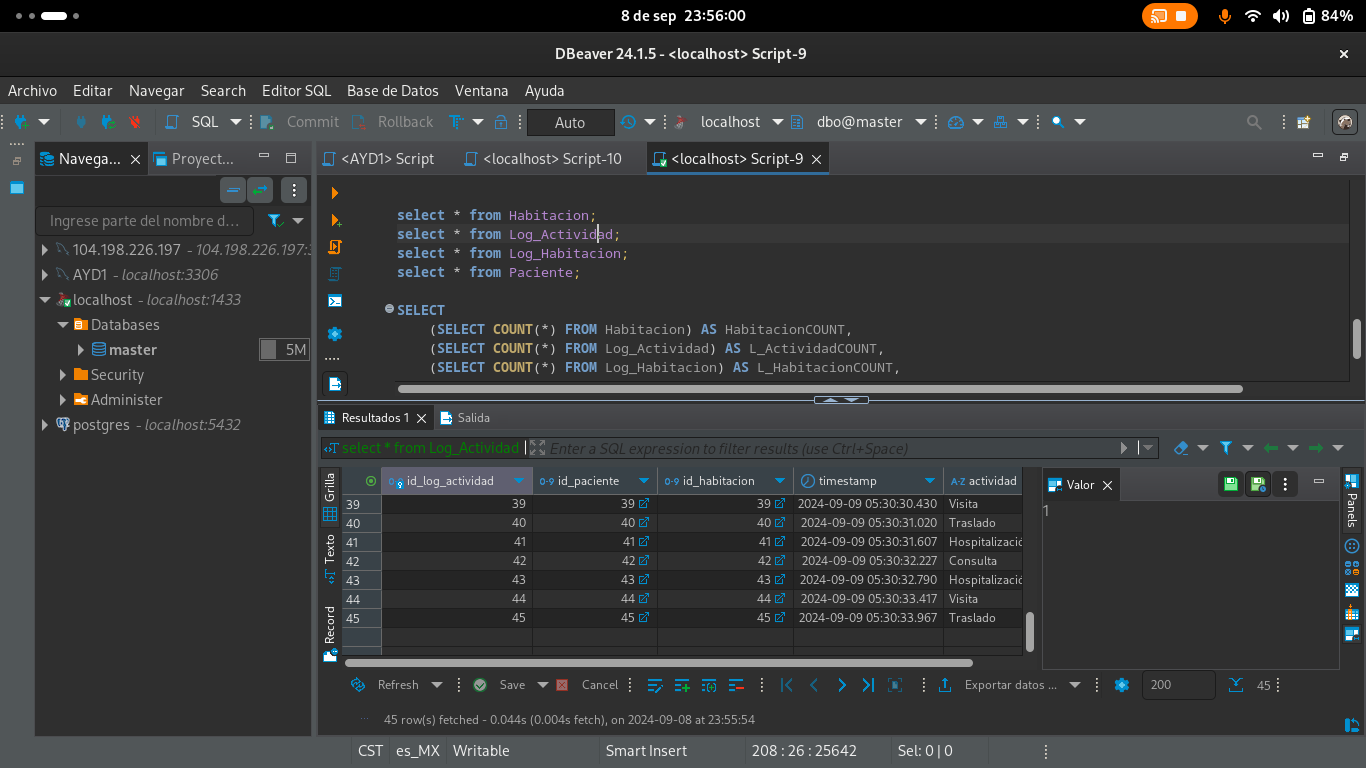 8 de sep 23:56:00
84%
DBeaver 24.1.5 - <localhost> Script-9
Archivo Editar Navegar Search Editor SQL Base de Datos Ventana Ayuda
SQL Commit Rollback Auto localhost dbo@master
Navega... Proyect...
<AYD1> Script <localhost> Script-10 <localhost> Script-9
Ingrese parte del nombre d...
104.198.226.197 - 104.198.226.197:3
AYD1 - localhost:3306
localhost - localhost:1433
Databases
master 5M
Security
Administer
postgres - localhost:5432
select * from Habitacion;
select * from Log_Actividad;
select * from Log_Habitacion;
select * from Paciente;
SELECT
(SELECT COUNT(*) FROM Habitacion) AS HabitacionCOUNT,
(SELECT COUNT(*) FROM Log_Actividad) AS L_ActividadCOUNT,
(SELECT COUNT(*) FROM Log_Habitacion) AS L_HabitacionCOUNT,
Resultados 1 Salida
select * from Log_Actividad Enter a SQL expression to filter results (use Ctrl+Space)
Grilla
Texto
Record
id_log_actividad id_paciente id_habitacion timestamp actividad
39 39 39 39 2024-09-09 05:30:30.430 Visita
40 40 40 40 2024-09-09 05:30:31.020 Traslado
41 41 41 41 2024-09-09 05:30:31.607 Hospitalizació
42 42 42 42 2024-09-09 05:30:32.227 Consulta
43 43 43 43 2024-09-09 05:30:32.790 Hospitalizació
44 44 44 44 2024-09-09 05:30:33.417 Visita
45 45 45 45 2024-09-09 05:30:33.967 Traslado
Valor
1
Panels
Refresh Save Cancel Exportar datos ... 200 45
45 row(s) fetched - 0.044s (0.004s fetch), on 2024-09-08 at 23:55:54
CST es_MX Writable Smart Insert 208 : 26 : 25642 Sel: 0 | 0